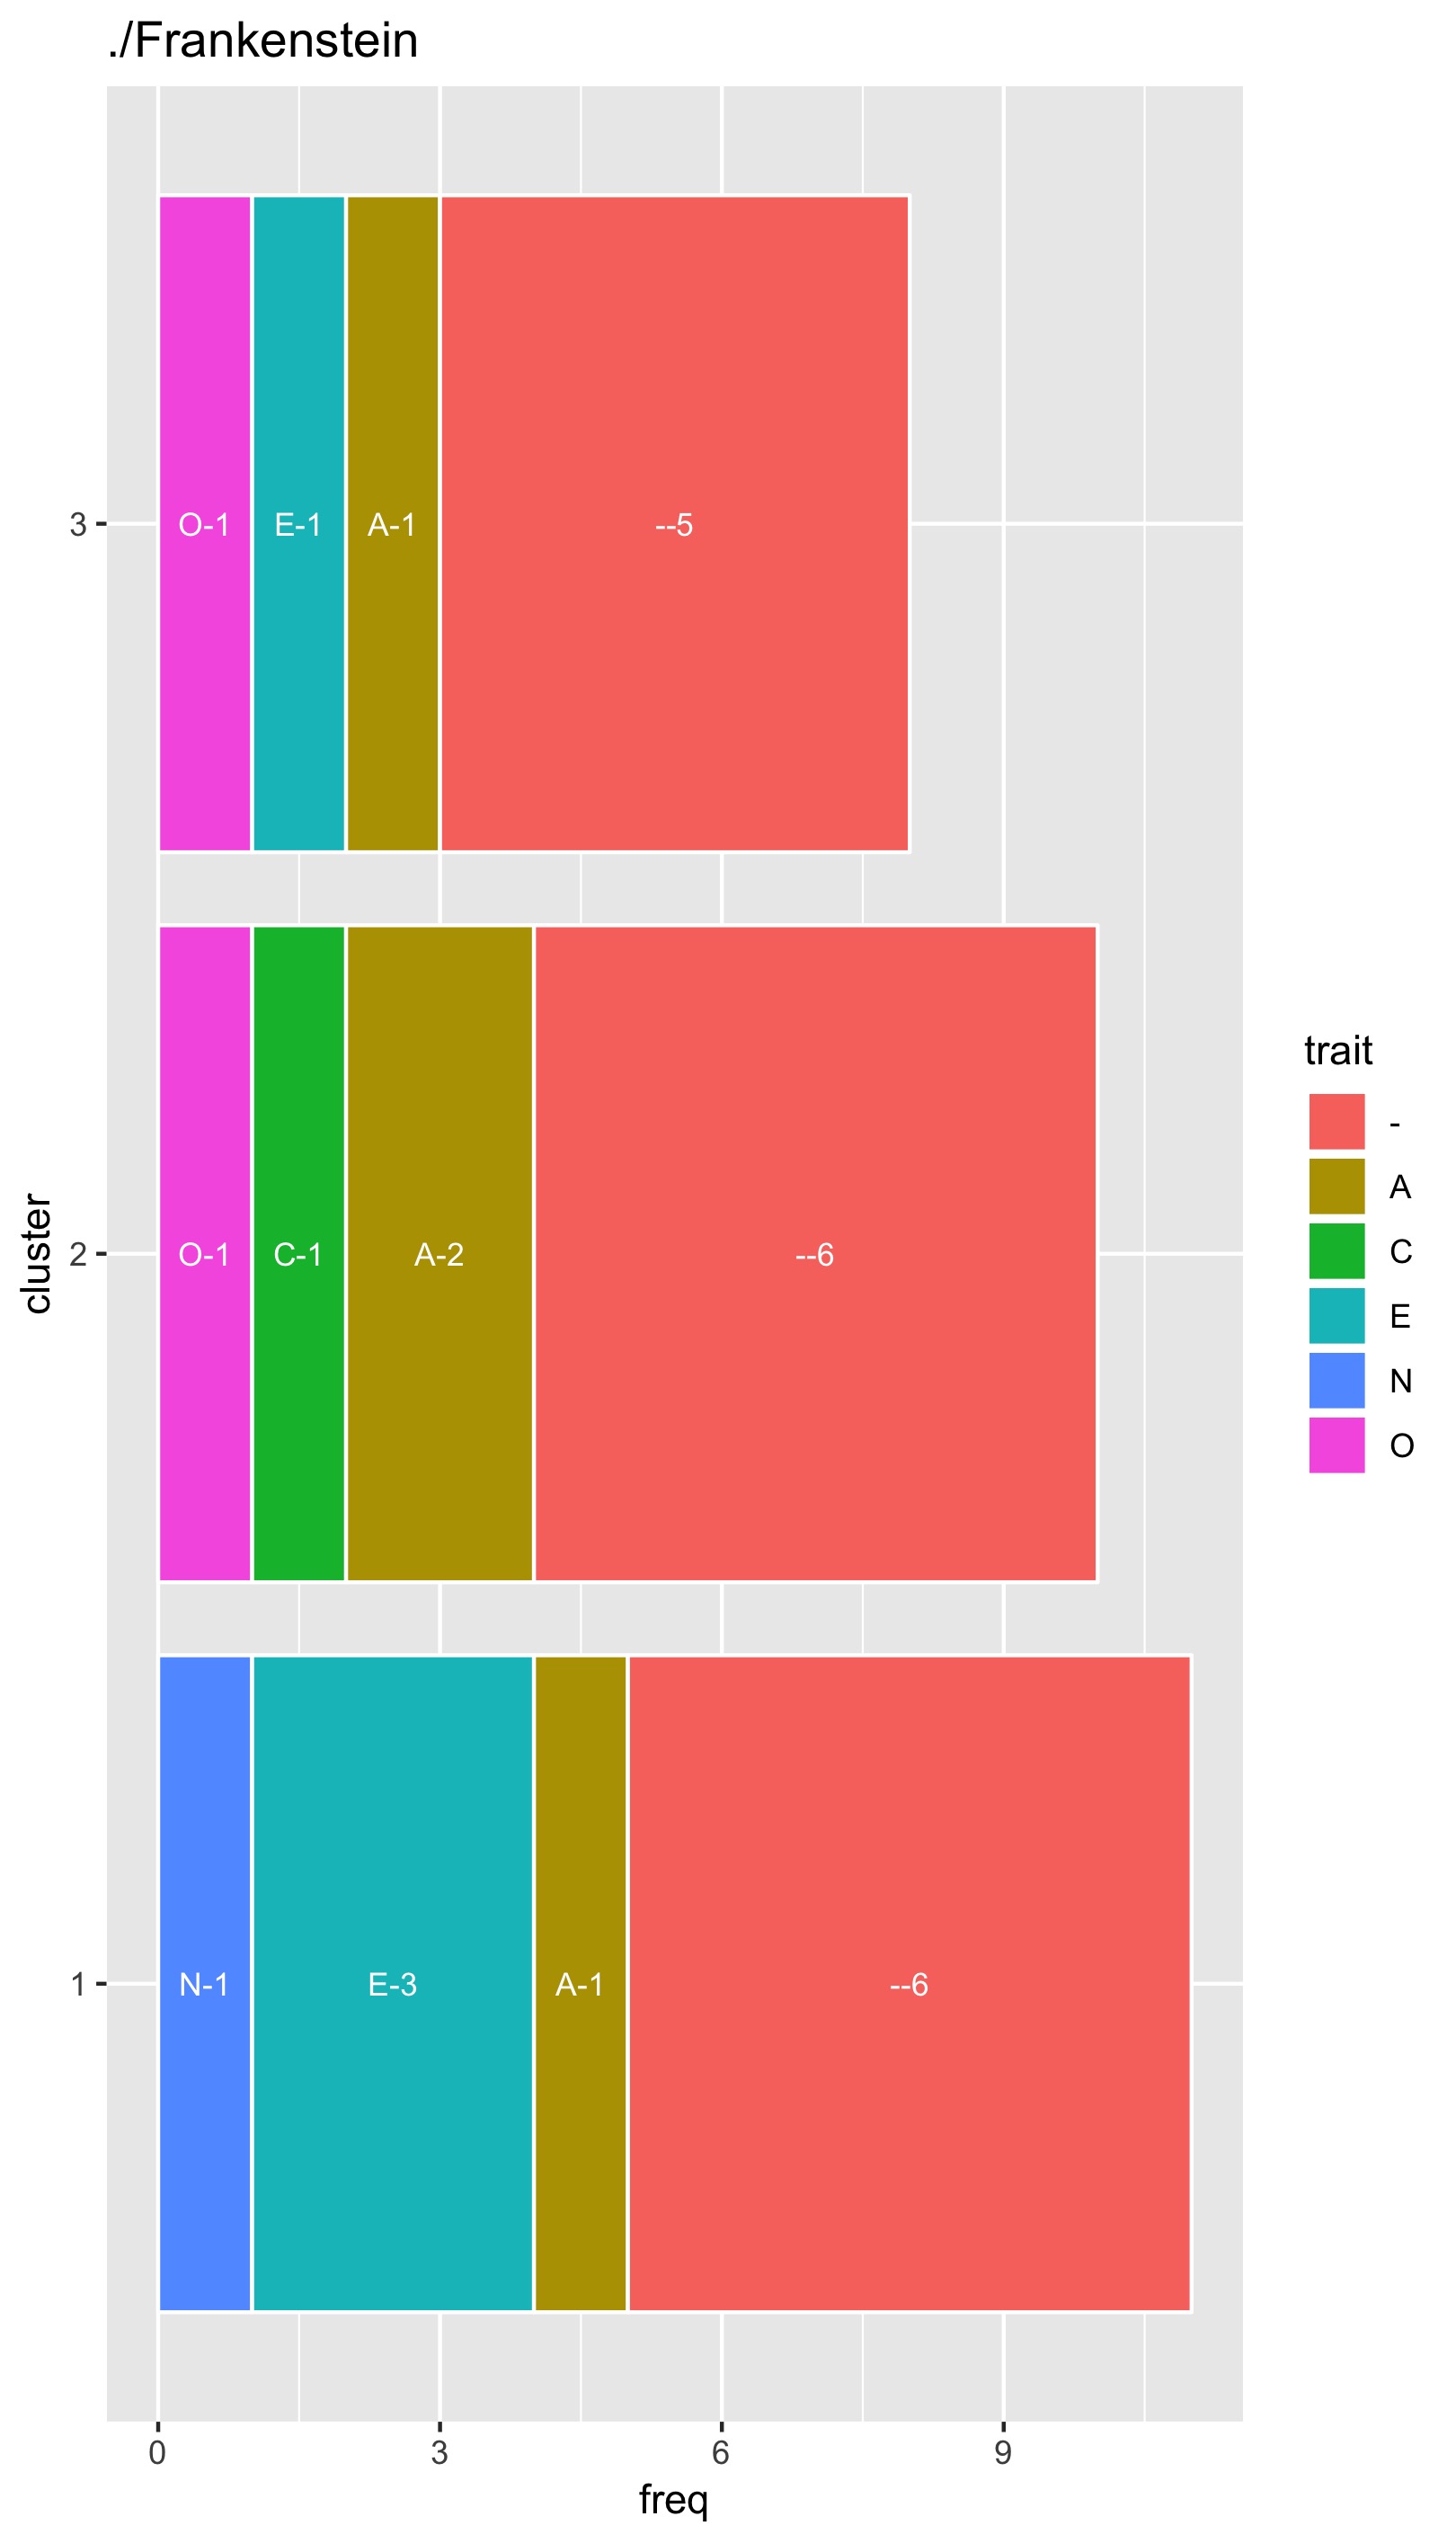 ./Frankenstein
3
O-1 E-1 A-1 --5
2
O-1 C-1 A-2 --6
1
N-1 E-3 A-1 --6
0 3 6 9
freq
cluster
trait
-
A
C
E
N
O